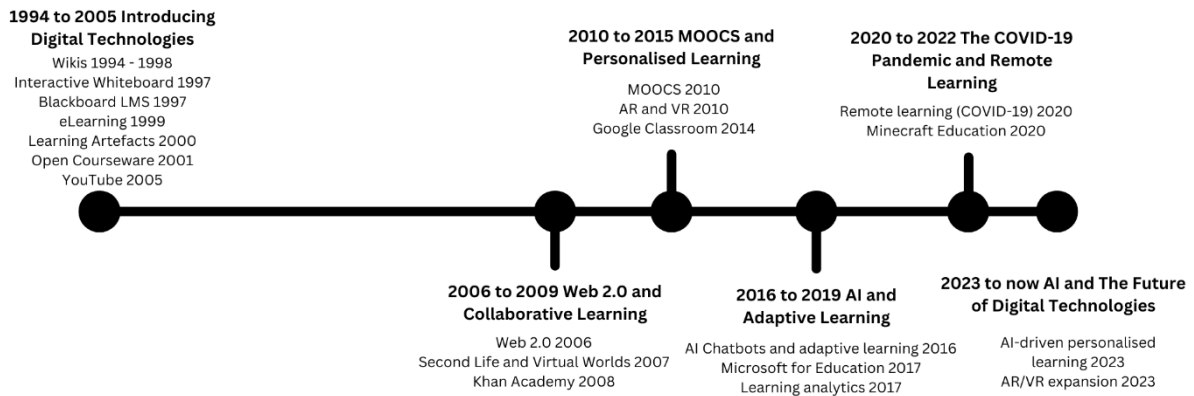 1994 to 2005 Introducing
Digital Technologies
Wikis 1994 - 1998
Interactive Whiteboard 1997
Blackboard LMS 1997
eLearning 1999
Learning Artefacts 2000
Open Courseware 2001
YouTube 2005
2006 to 2009 Web 2.0 and
Collaborative Learning
Web 2.0 2006
Second Life and Virtual Worlds 2007
Khan Academy 2008
2010 to 2015 MOOCS and
Personalised Learning
MOOCS 2010
AR and VR 2010
Google Classroom 2014
2016 to 2019 AI and
Adaptive Learning
AI Chatbots and adaptive learning 2016
Microsoft for Education 2017
Learning analytics 2017
2020 to 2022 The COVID-19
Pandemic and Remote
Learning
Remote learning (COVID-19) 2020
Minecraft Education 2020
2023 to now AI and The Future
of Digital Technologies
AI-driven personalised
learning 2023
AR/VR expansion 2023